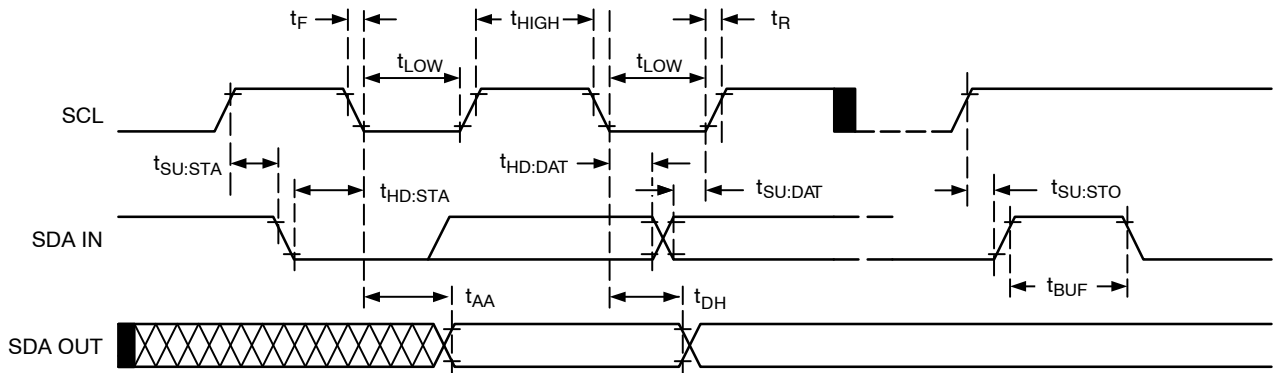 tF
tHIGH
tR
tLOW
tLOW
SCL
tSU:STA
tHD:STA
tHD:DAT
tSU:DAT
tSU:STO
SDA IN
tBUF
tAA
tDH
SDA OUT